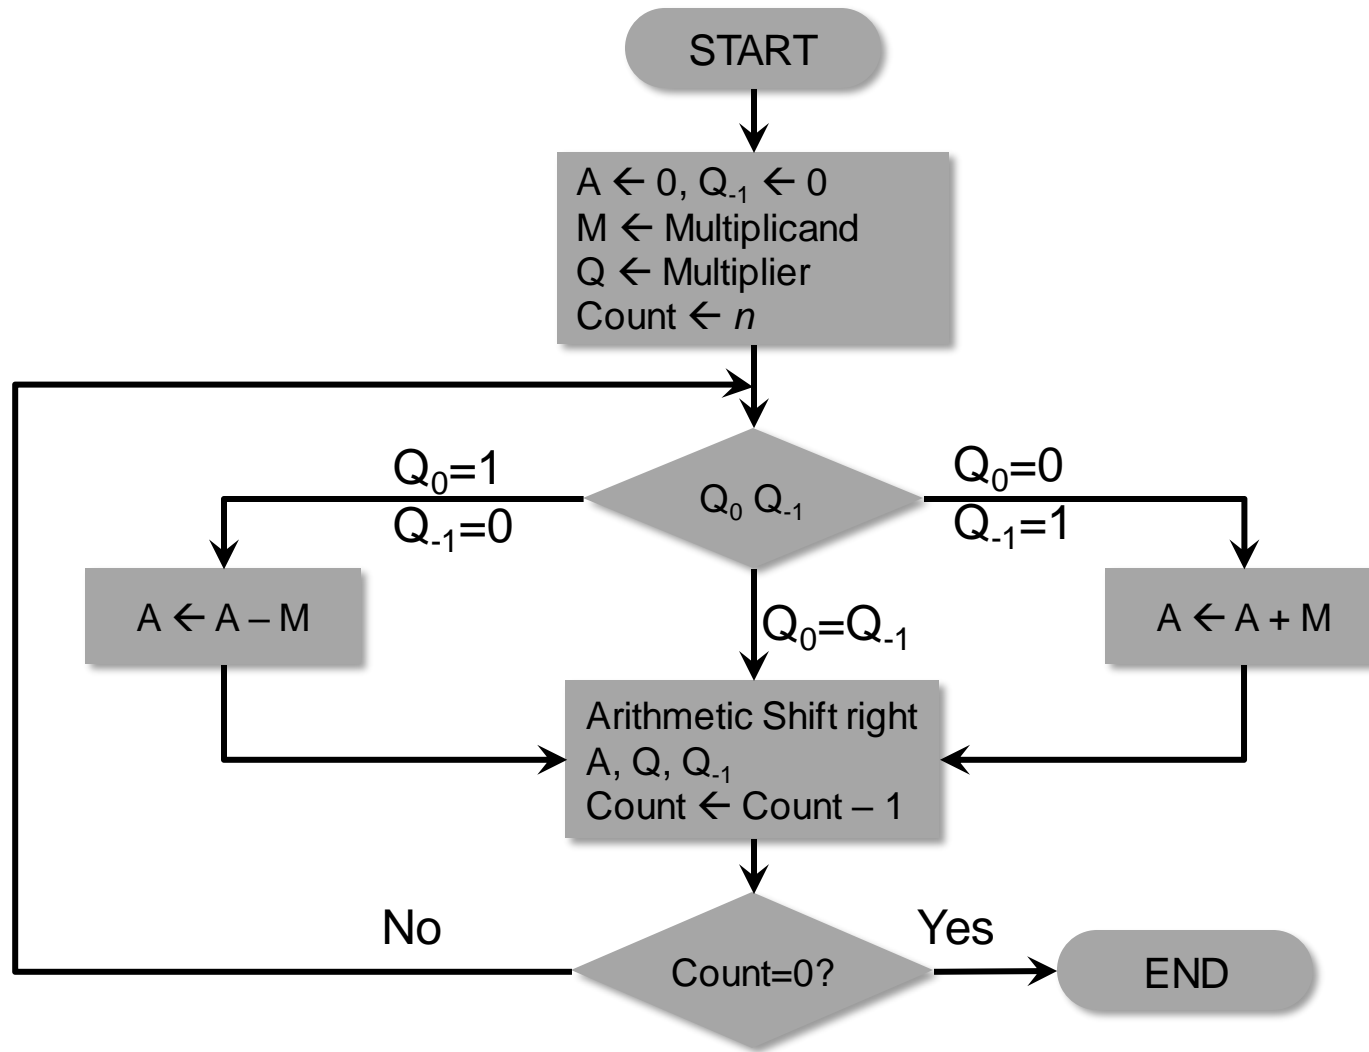 START
A ← 0, Q₋₁ ← 0
M ← Multiplicand
Q ← Multiplier
Count ← n
Q₀=1
Q₋₁=0
Q₀ Q₋₁
Q₀=0
Q₋₁=1
A ← A – M
Q₀=Q₋₁
A ← A + M
Arithmetic Shift right
A, Q, Q₋₁
Count ← Count – 1
No
Yes
Count=0?
END